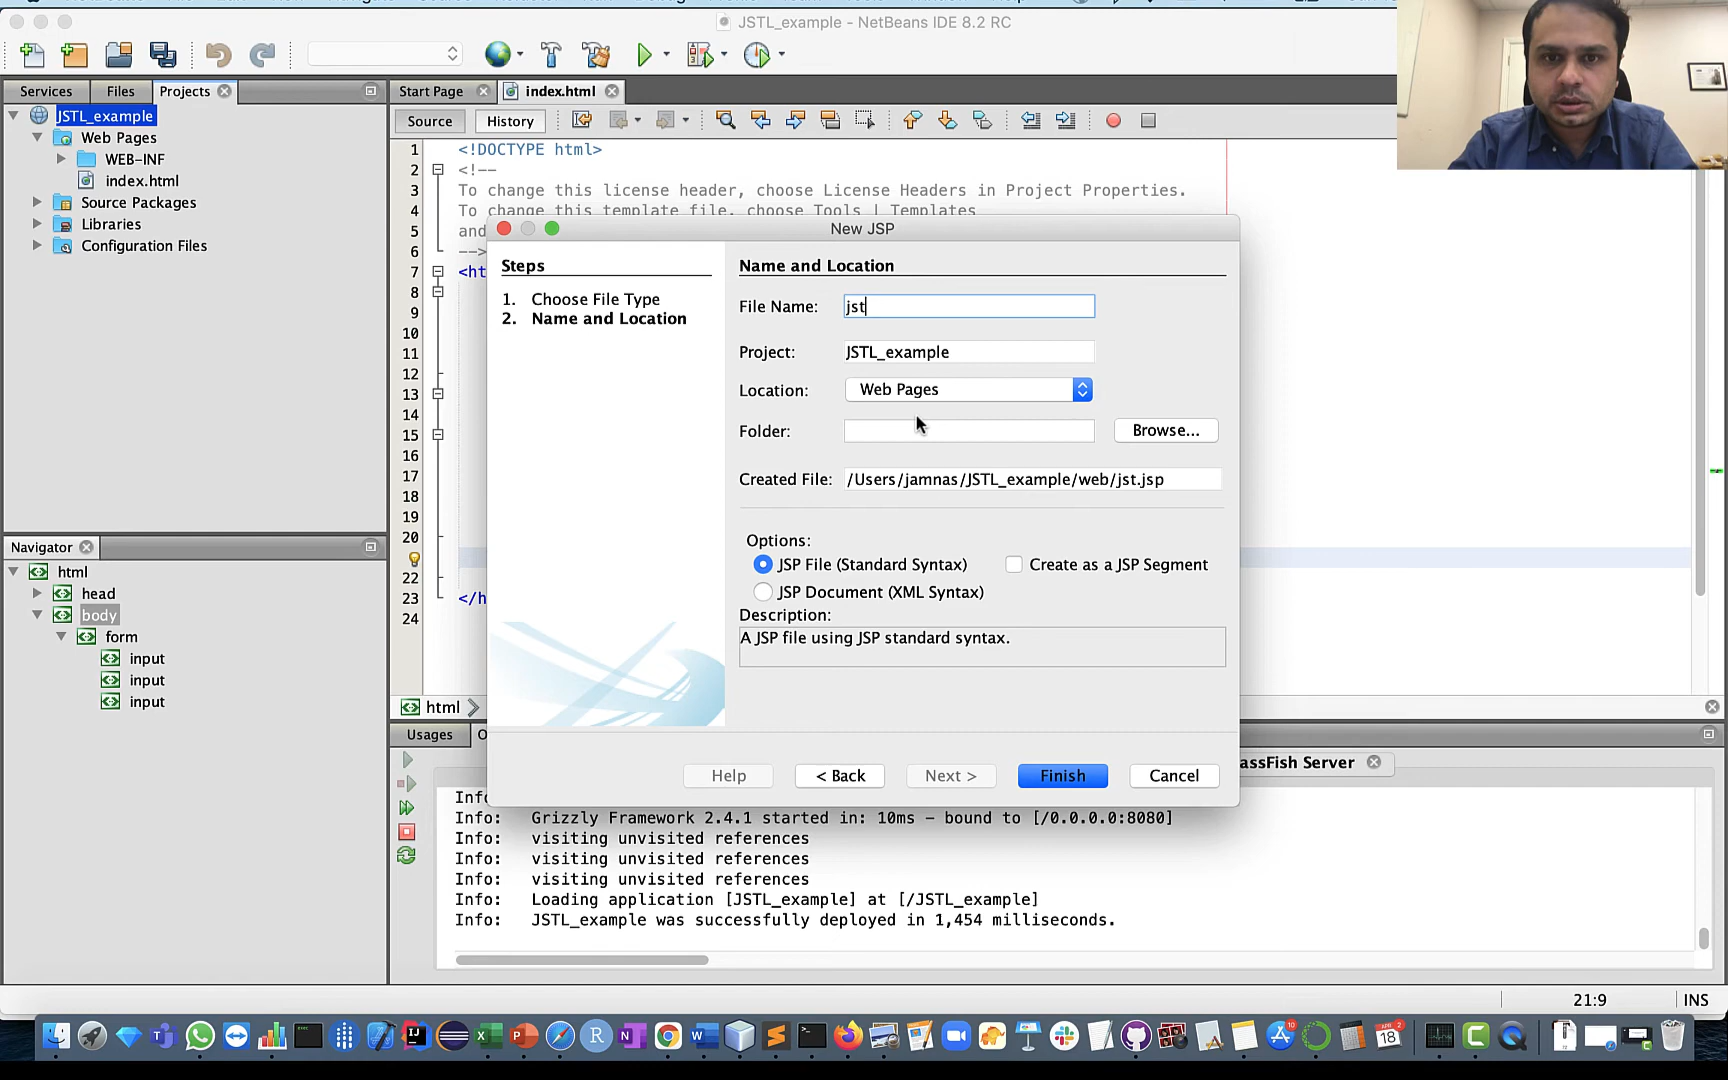 JSTL_example - NetBeans IDE 8.2 RC
Services
Files
Projects
Start Page
index.html
Source
History
JSTL_example
Web Pages
WEB-INF
index.html
Source Packages
Libraries
Configuration Files
1 <!DOCTYPE html>
2 <!--
3 To change this license header, choose License Headers in Project Properties.
4 To change this template file, choose Tools | Templates
5 and
6 -->
7 <ht
8
9
10
11
12
13
14
15
16
17
18
19
20
22
23 </h
24
New JSP
Steps
1. Choose File Type
2. Name and Location
Name and Location
File Name: jst
Project: JSTL_example
Location: Web Pages
Folder:
Browse...
Created File: /Users/jamnas/JSTL_example/web/jst.jsp
Options:
JSP File (Standard Syntax)
Create as a JSP Segment
JSP Document (XML Syntax)
Description:
A JSP file using JSP standard syntax.
Help
< Back
Next >
Finish
Cancel
Navigator
html
head
body
form
input
input
input
html
Usages
assFish Server
Info: Grizzly Framework 2.4.1 started in: 10ms - bound to [/0.0.0.0:8080]
Info: visiting unvisited references
Info: visiting unvisited references
Info: visiting unvisited references
Info: Loading application [JSTL_example] at [/JSTL_example]
Info: JSTL_example was successfully deployed in 1,454 milliseconds.
21:9
INS